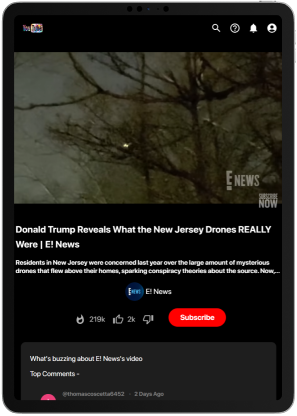 YouTube
E! NEWS
SUBSCRIBE
NOW
Donald Trump Reveals What the New Jersey Drones REALLY
Were | E! News
Residents in New Jersey were concerned last year over the large amount of mysterious
drones that flew above their homes, sparking conspiracy theories about the source. Now,...
E! NEWS
E! News
219k
2k
Subscribe
What's buzzing about E! News's video
Top Comments -
@thomascoscetta6452 - 2 Days Ago